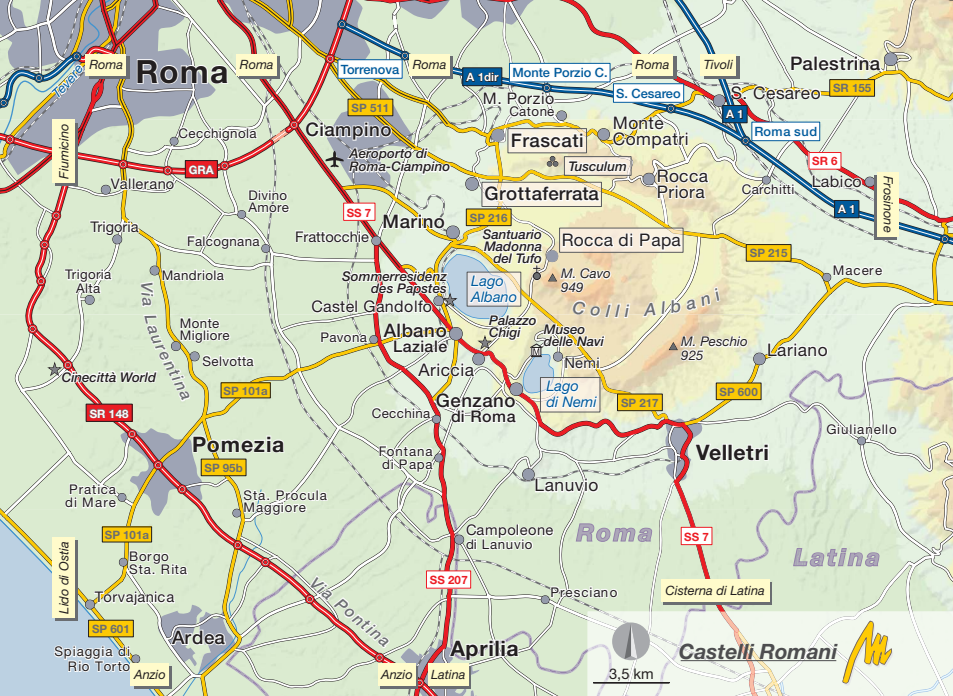 Roma
Roma
Roma
Roma
Tivoli
Tevere
Roma
Torrenova
A 1dir
Monte Porzio C.
Palestrina
SR 155
S. Cesareo
S. Cesareo
SP 511
M. Porzio
Catone
A 1
Fiumicino
Cecchignola
Ciampino
Frascati
Monte
Compatri
Roma sud
Aeroporto di
Roma-Ciampino
Tusculum
SR 6
GRA
Vallerano
Grottaferrata
Rocca
Priora
Carchitti
Labico
Frosinone
Divino
Amore
SS 7
Marino
SP 216
A 1
Trigoria
Falcognana
Frattocchie
Santuario
Madonna
del Tufo
Rocca di Papa
SP 215
Trigoria
Alta
Mandriola
Sommerresidenz
des Papstes
Lago
Albano
M. Cavo
949
Macere
Via Laurentina
Castel Gandolfo
Colli Albani
Monte
Migliore
Pavona
Albano
Laziale
Palazzo
Chigi
Museo
delle Navi
M
M. Peschio
925
Lariano
Selvotta
Cinecittà World
Ariccia
Nemi
SP 101a
Genzano
di Roma
Lago
di Nemi
SP 217
SP 600
SR 148
Cecchina
Giulianello
Pomezia
Fontana
di Papa
Velletri
SP 95b
Pratica
di Mare
Sta. Procula
Maggiore
Lanuvio
SP 101a
Campoleone
di Lanuvio
Roma
SS 7
Latina
Lido di Ostia
Borgo
Sta. Rita
SS 207
Cisterna di Latina
Torvajanica
Via Pontina
Presciano
SP 601
Ardea
Spiaggia di
Rio Torto
Aprilia
Castelli Romani
Anzio
Anzio
Latina
3,5 km